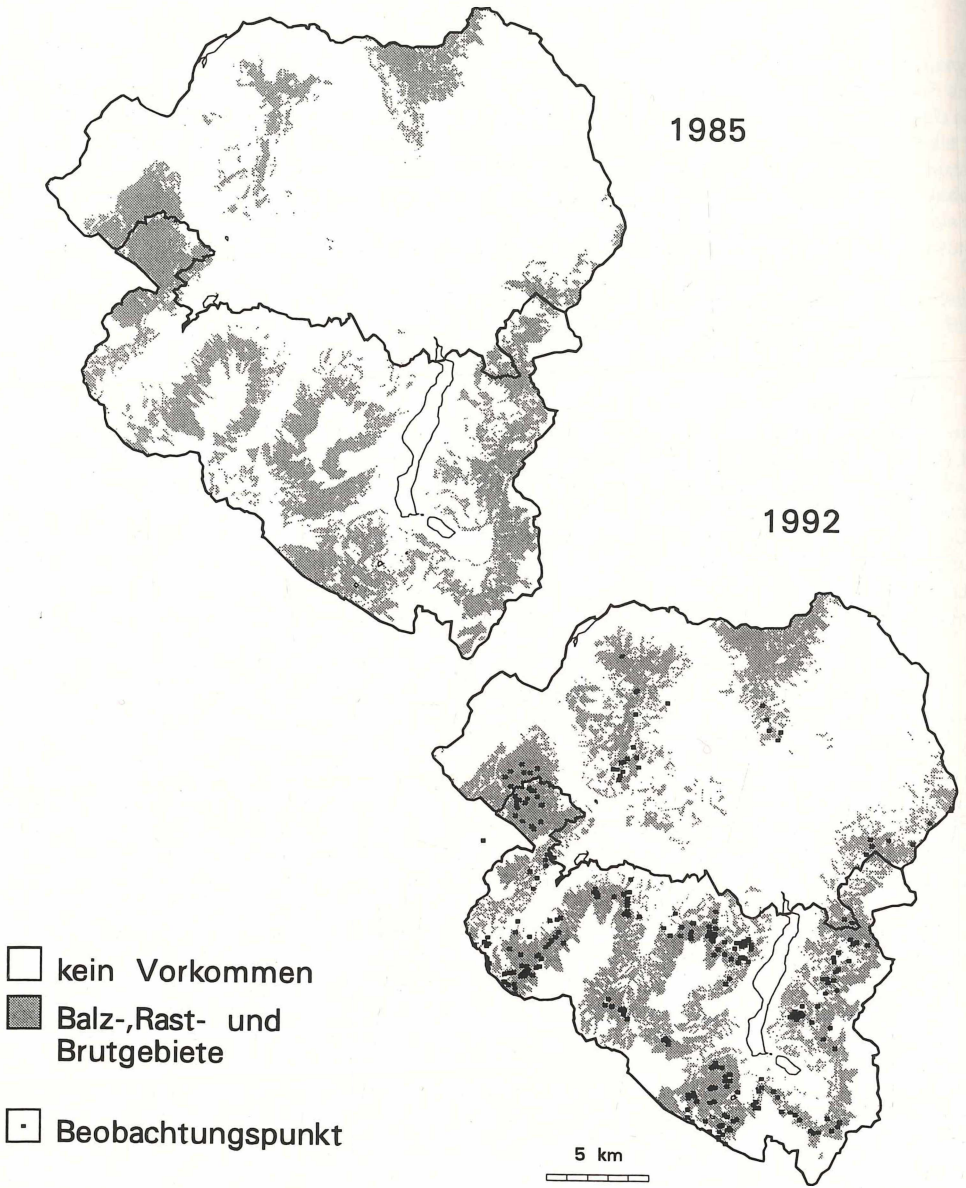 1985
1992
kein Vorkommen
Balz-,Rast- und
Brutgebiete
Beobachtungspunkt
5 km